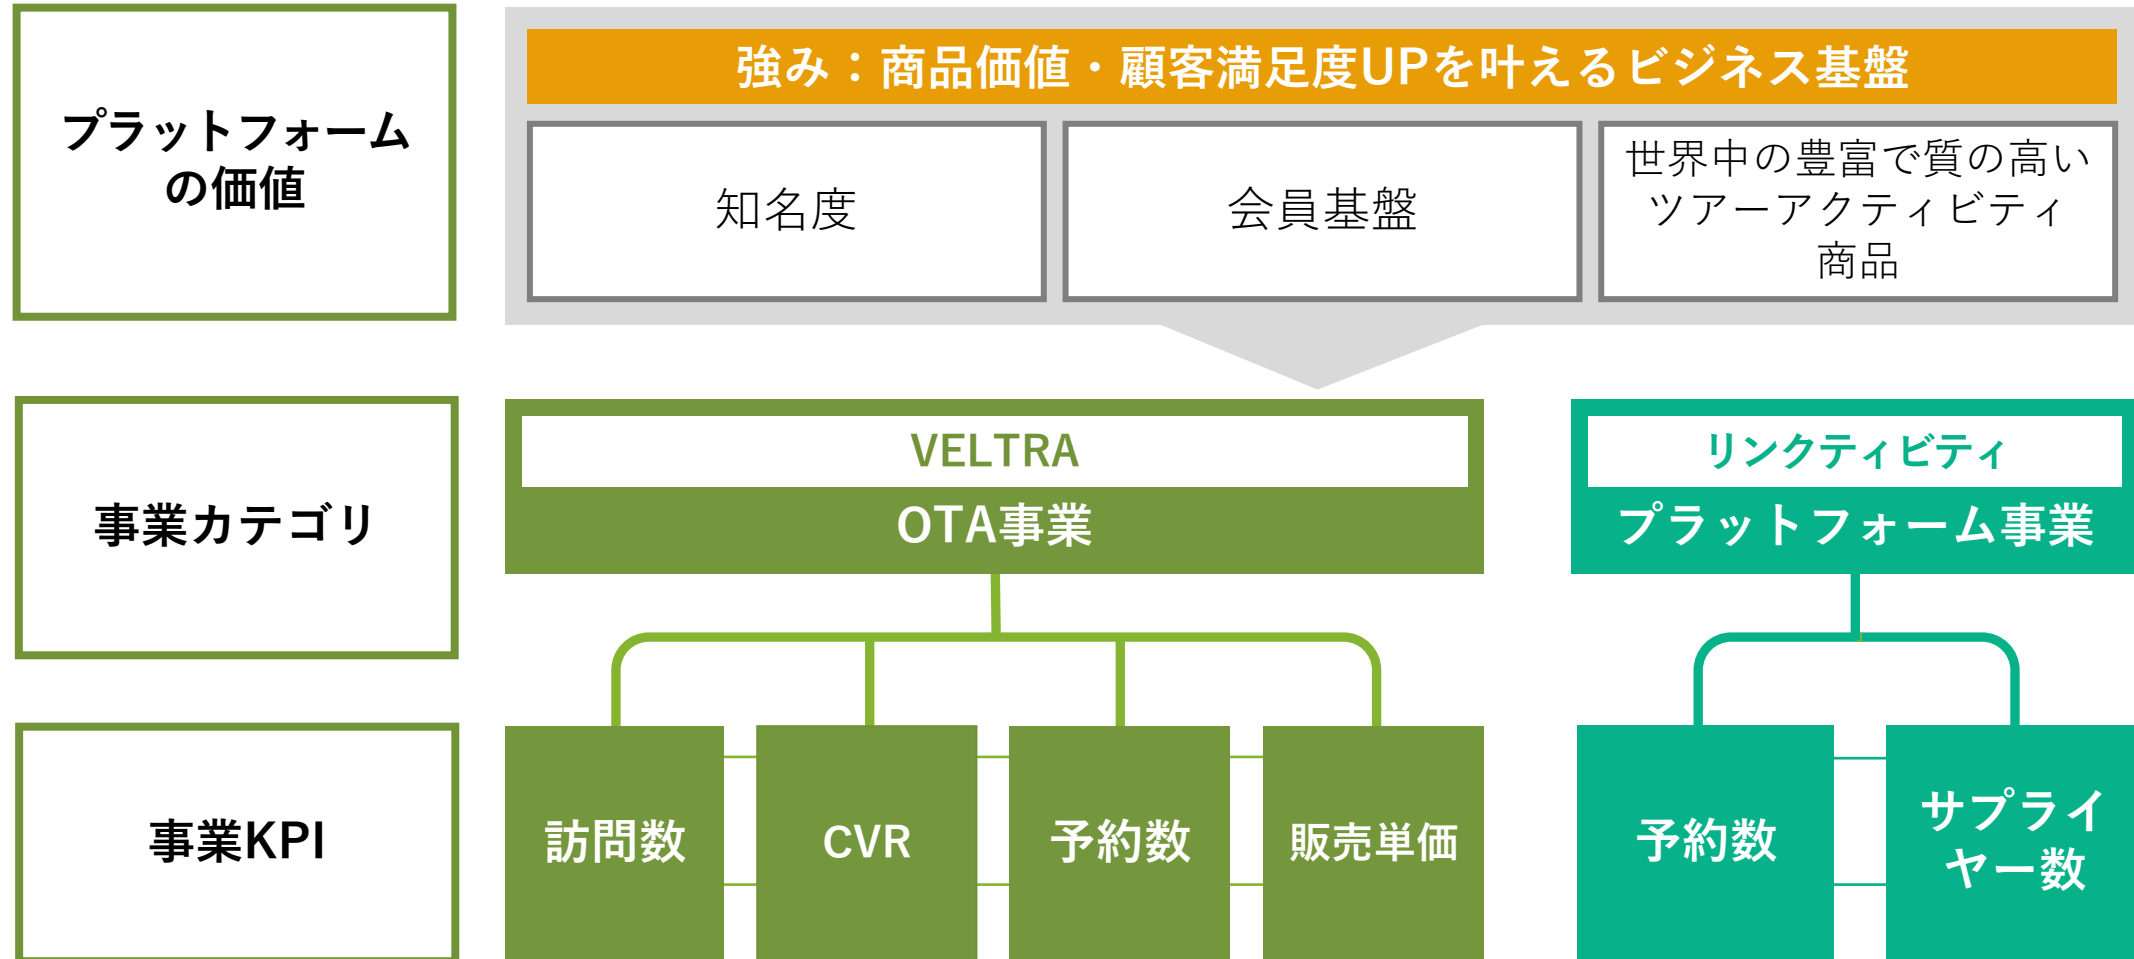 プラットフォーム
の価値
強み：商品価値・顧客満足度UPを叶えるビジネス基盤
知名度
会員基盤
世界中の豊富で質の高い
ツアーアクティビティ
商品
事業カテゴリ
VELTRA
OTA事業
リンクティビティ
プラットフォーム事業
事業KPI
訪問数
CVR
予約数
販売単価
予約数
サプライ
ヤー数